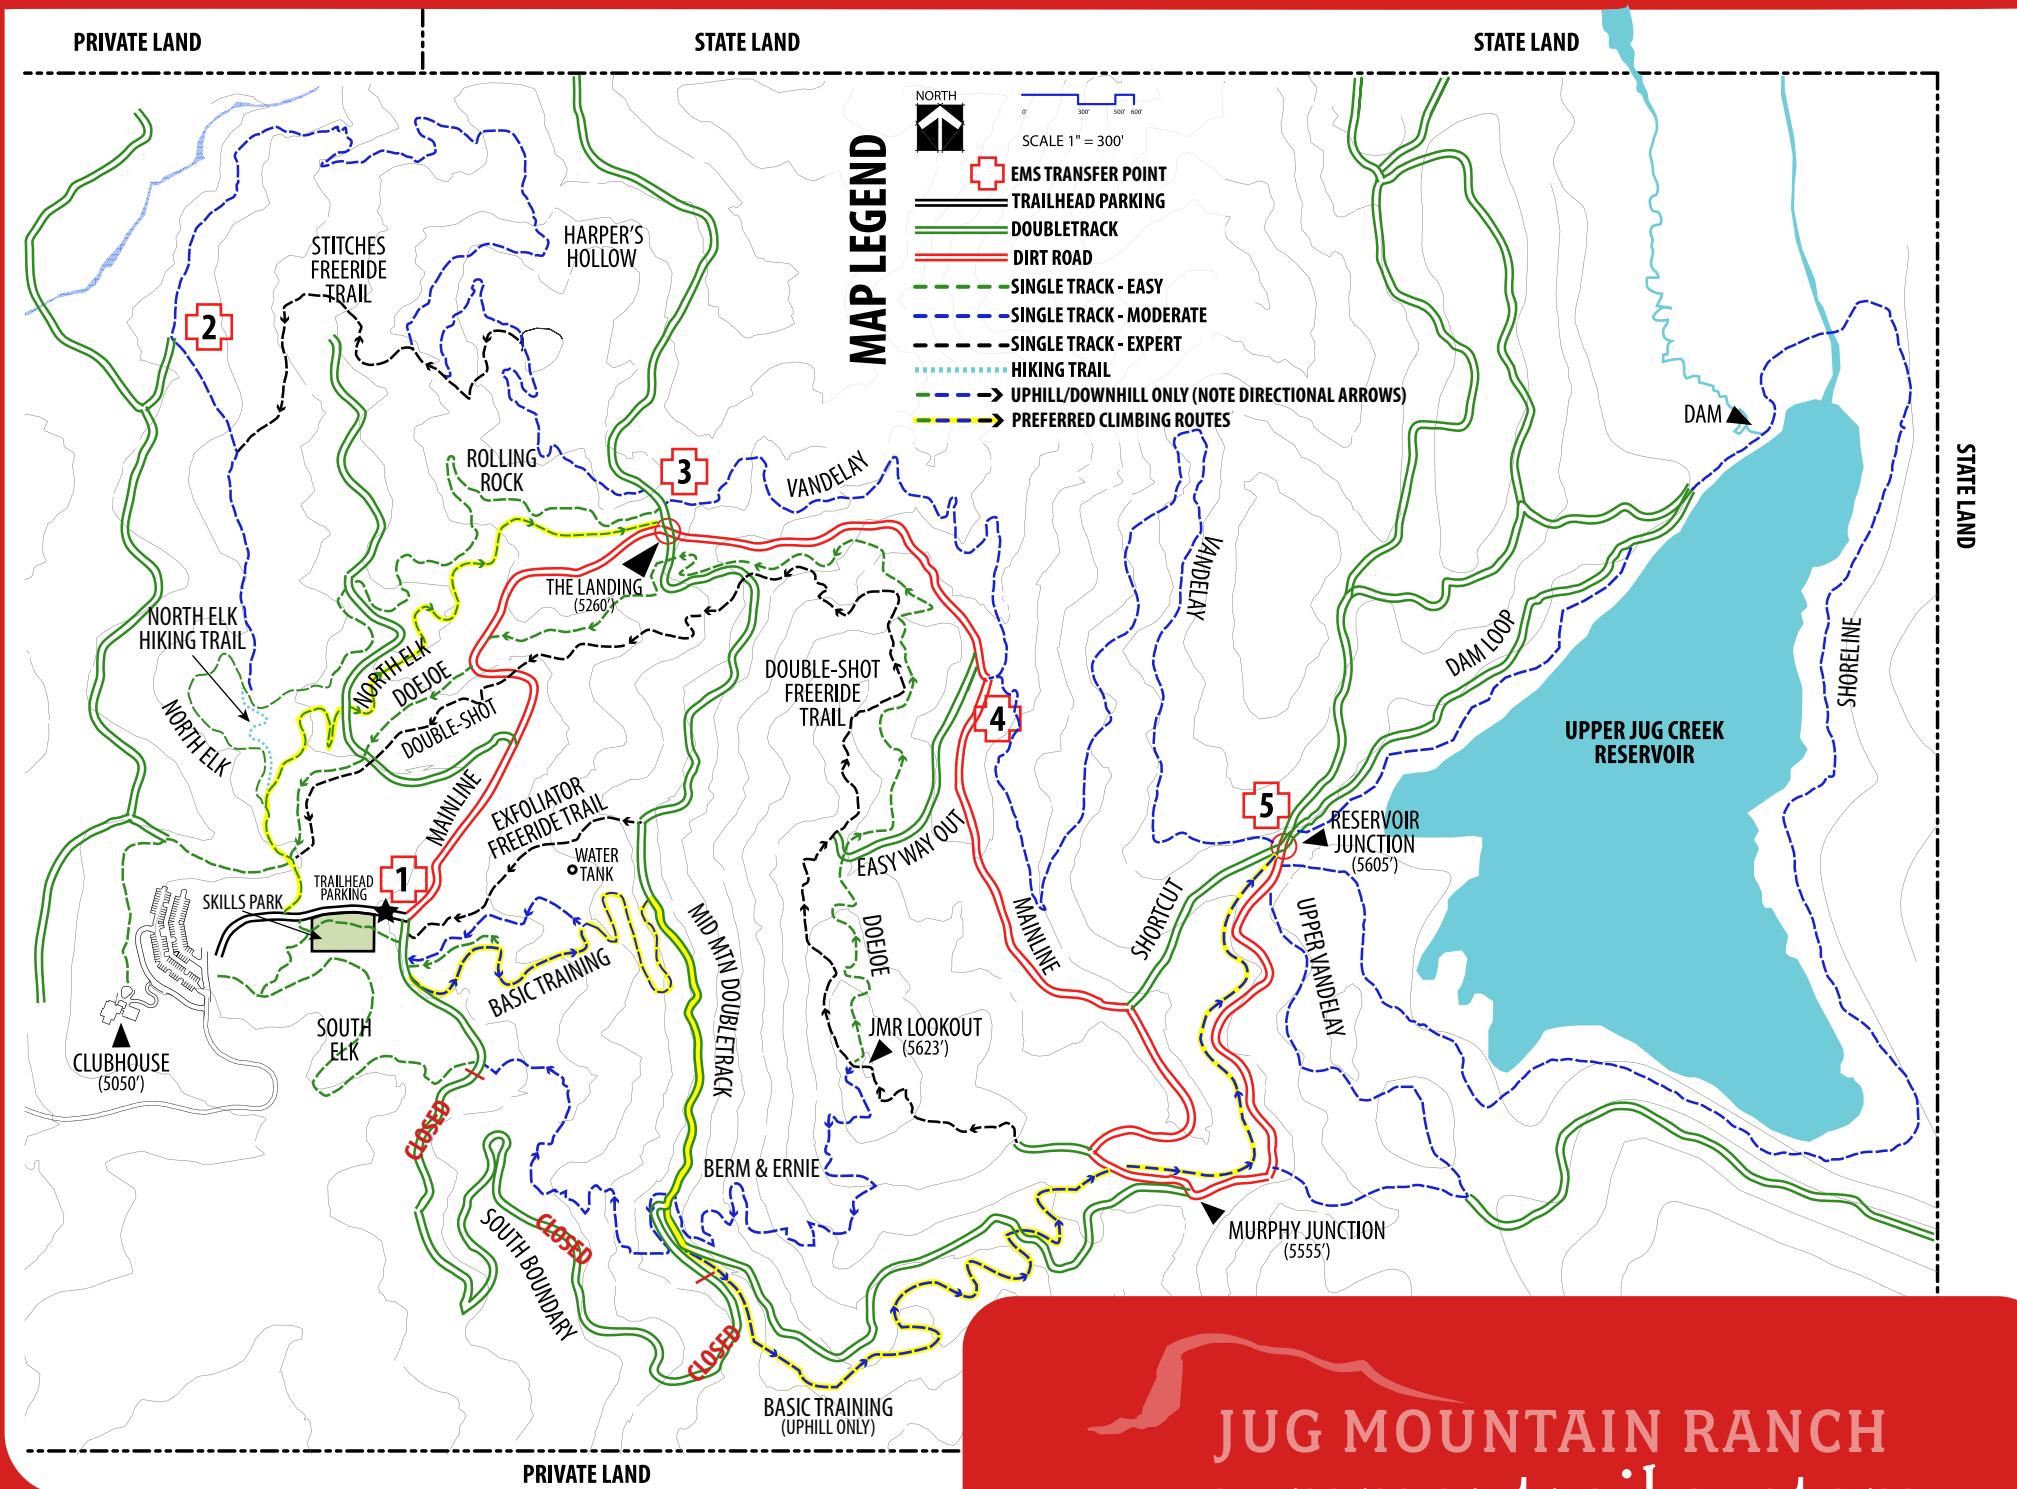 PRIVATE LAND
STATE LAND
STATE LAND
NORTH
0'
300'
500'
600'
SCALE 1" = 300'
MAP LEGEND
EMS TRANSFER POINT
TRAILHEAD PARKING
DOUBLETRACK
DIRT ROAD
SINGLE TRACK - EASY
SINGLE TRACK - MODERATE
SINGLE TRACK - EXPERT
HIKING TRAIL
UPHILL/DOWNHILL ONLY (NOTE DIRECTIONAL ARROWS)
PREFERRED CLIMBING ROUTES
STITCHES
FREERIDE
TRAIL
HARPER'S
HOLLOW
2
DAM
STATE LAND
ROLLING
ROCK
3
VANDELAY
VANDELAY
THE LANDING
(5260')
NORTH ELK
HIKING TRAIL
NORTH ELK
NORTH ELK
DOEJOE
DOUBLE-SHOT
DOUBLE-SHOT
FREERIDE
TRAIL
4
DAM LOOP
SHORELINE
UPPER JUG CREEK
RESERVOIR
MAINLINE
EXFOLIATOR
FREERIDE TRAIL
WATER
TANK
EASY WAY OUT
5
RESERVOIR
JUNCTION
(5605')
SKILLS PARK
TRAILHEAD
PARKING
1
MID MTN DOUBLETRACK
DOEJOE
MAINLINE
SHORTCUT
UPPER VANDELAY
BASIC TRAINING
SOUTH
ELK
JMR LOOKOUT
(5623')
CLUBHOUSE
(5050')
CLOSED
BERM & ERNIE
SOUTH BOUNDARY
CLOSED
MURPHY JUNCTION
(5555')
CLOSED
BASIC TRAINING
(UPHILL ONLY)
JUG MOUNTAIN RANCH
PRIVATE LAND